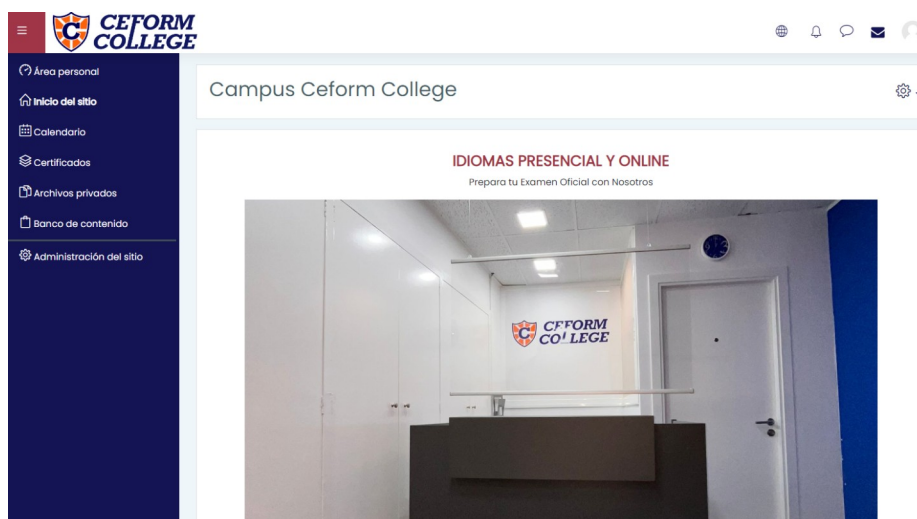 CEFORM
COLLEGE
Área personal
Inicio del sitio
Calendario
Certificados
Archivos privados
Banco de contenido
Administración del sitio
Campus Ceform College
IDIOMAS PRESENCIAL Y ONLINE
Prepara tu Examen Oficial con Nosotros
C
CEFORM
COLLEGE